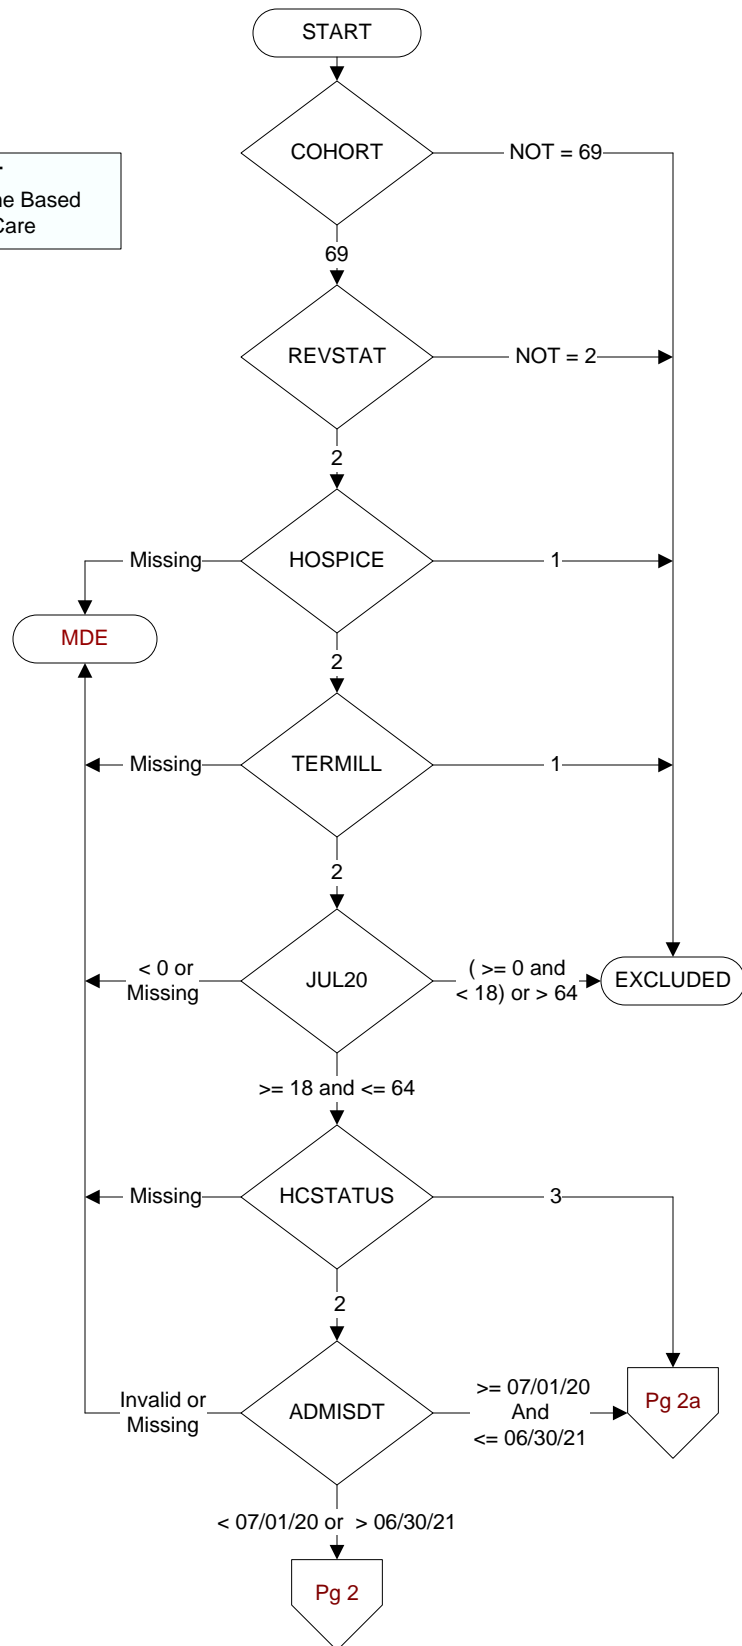 START
COHORT
NOT = 69
Based
69
REVSTAT
NOT = 2
2
Missing
HOSPICE
1
MDE
2
Missing
TERMILL
1
2
< 0 or
Missing
JUL20
( >= 0 and
< 18) or > 64
EXCLUDED
>= 18 and <= 64
Missing
HCSTATUS
3
2
Invalid or
Missing
ADMISDT
>= 07/01/20
And
<= 06/30/21
Pg 2a
< 07/01/20 or > 06/30/21
Pg 2